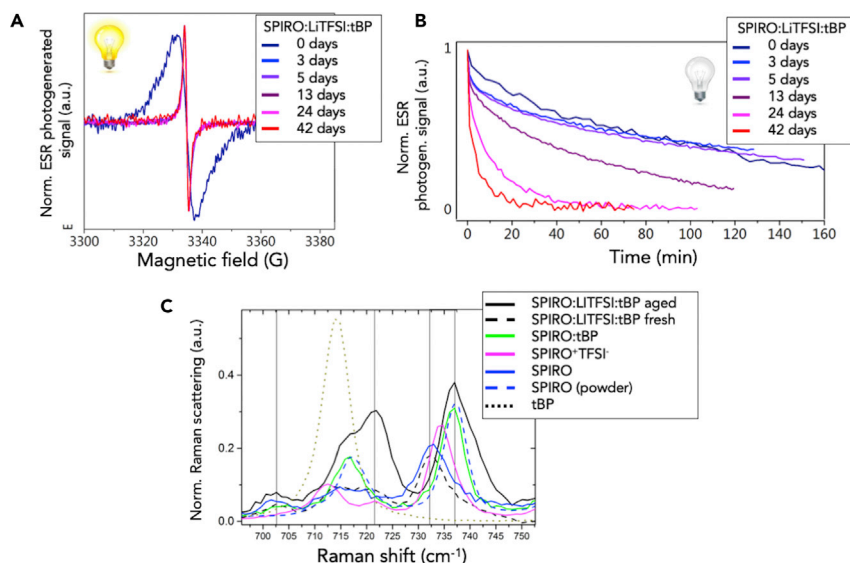 A
SPIRO:LiTFSI:tBP
0 days
3 days
5 days
13 days
24 days
42 days
Norm. ESR photogenerated
signal (a.u.)
E
3300
3320
3340
3360
3380
Magnetic field (G)
B
SPIRO:LiTFSI:tBP
0 days
3 days
5 days
13 days
24 days
42 days
Norm. ESR
photogen. signal (a.u.)
1
0
0
20
40
60
80
100
120
140
160
Time (min)
C
SPIRO:LITFSI:tBP aged
SPIRO:LITFSI:tBP fresh
SPIRO:tBP
SPIRO⁺TFSI⁻
SPIRO
SPIRO (powder)
tBP
Norm. Raman scattering (a.u.)
0.4
0.2
0.0
700
705
710
715
720
725
730
735
740
745
750
Raman shift (cm⁻¹)